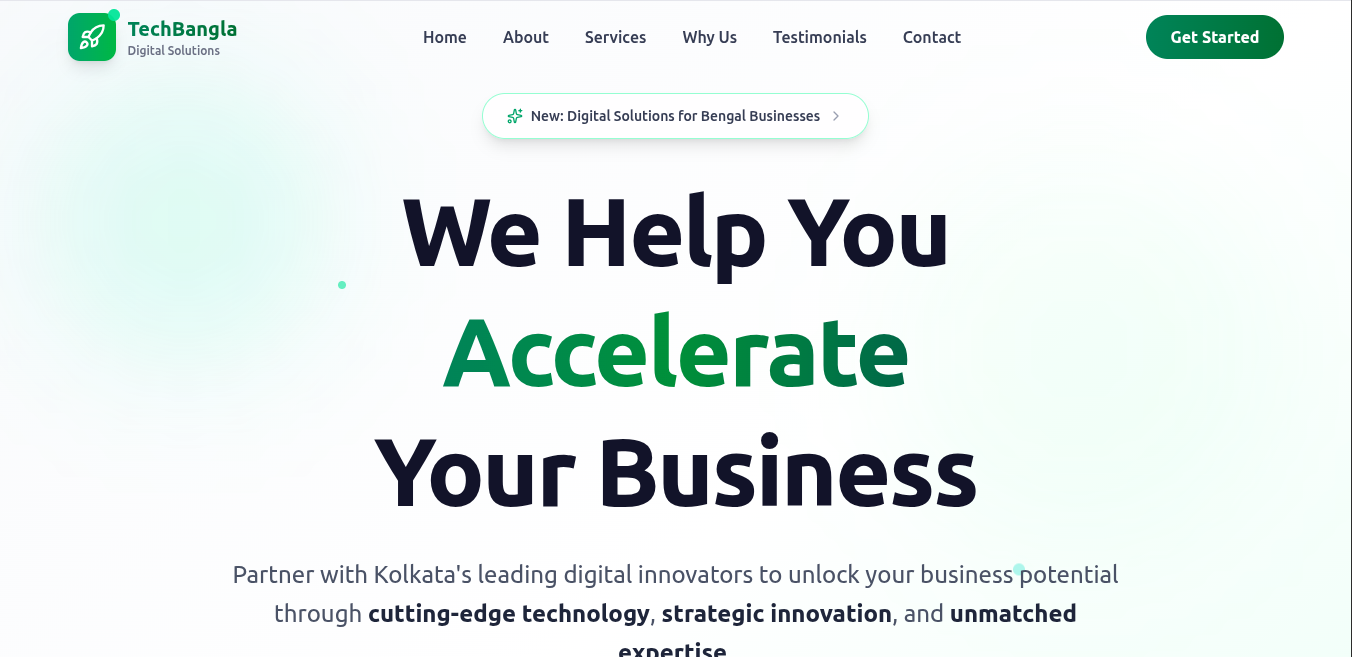 TechBangla
Digital Solutions
Home
About
Services
Why Us
Testimonials
Contact
Get Started
New: Digital Solutions for Bengal Businesses
We Help You
Accelerate
Your Business
Partner with Kolkata's leading digital innovators to unlock your business potential
through cutting-edge technology, strategic innovation, and unmatched
expertise